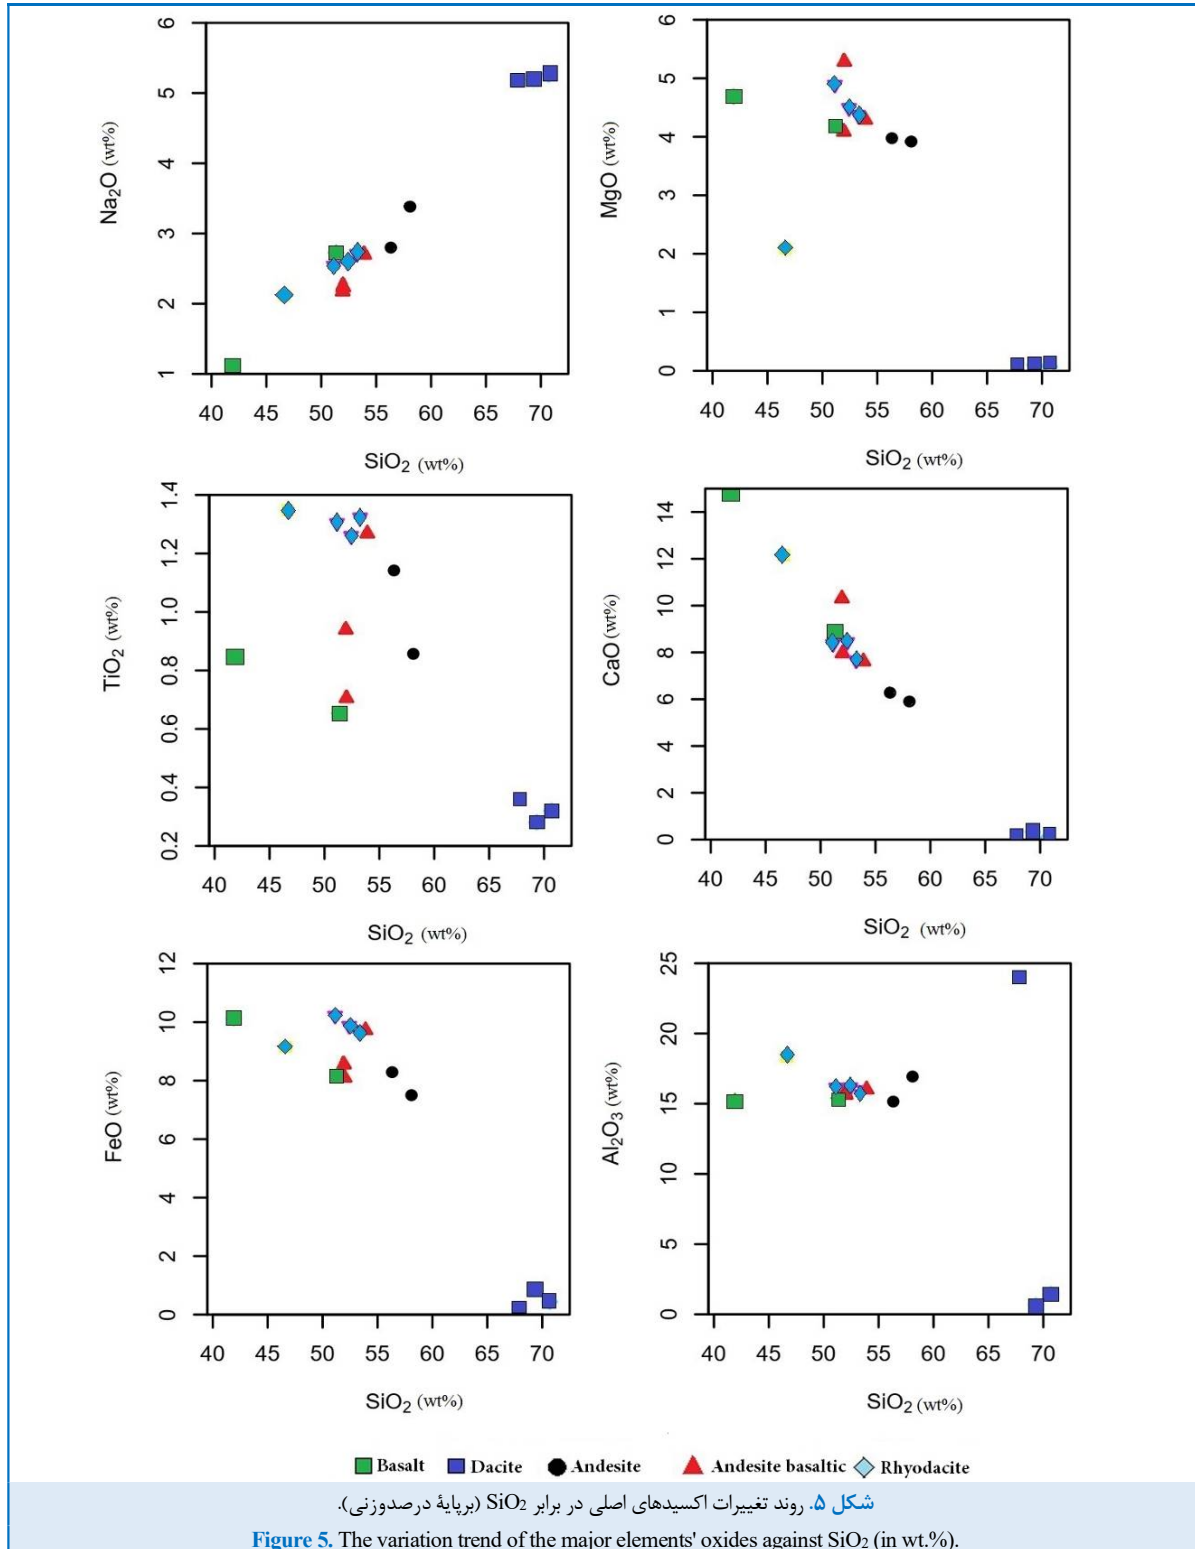 6
5
4
3
2
1
Na₂O (wt%)
40 45 50 55 60 65 70
SiO₂ (wt%)
6
5
4
3
2
1
0
MgO (wt%)
40 45 50 55 60 65 70
SiO₂ (wt%)
1.4
1.2
1.0
0.8
0.6
0.4
0.2
TiO₂ (wt%)
40 45 50 55 60 65 70
SiO₂ (wt%)
14
12
10
8
6
4
2
0
CaO (wt%)
40 45 50 55 60 65 70
SiO₂ (wt%)
12
10
8
6
4
2
0
FeO (wt%)
40 45 50 55 60 65 70
SiO₂ (wt%)
25
20
15
10
5
0
Al₂O₃ (wt%)
40 45 50 55 60 65 70
SiO₂ (wt%)
Basalt Dacite Andesite Andesite basaltic Rhyodacite
شکل ۵. روند تغییرات اکسیدهای اصلی در برابر SiO₂ (برپایۀ درصدوزنی).
Figure 5. The variation trend of the major elements' oxides against SiO₂ (in wt.%).